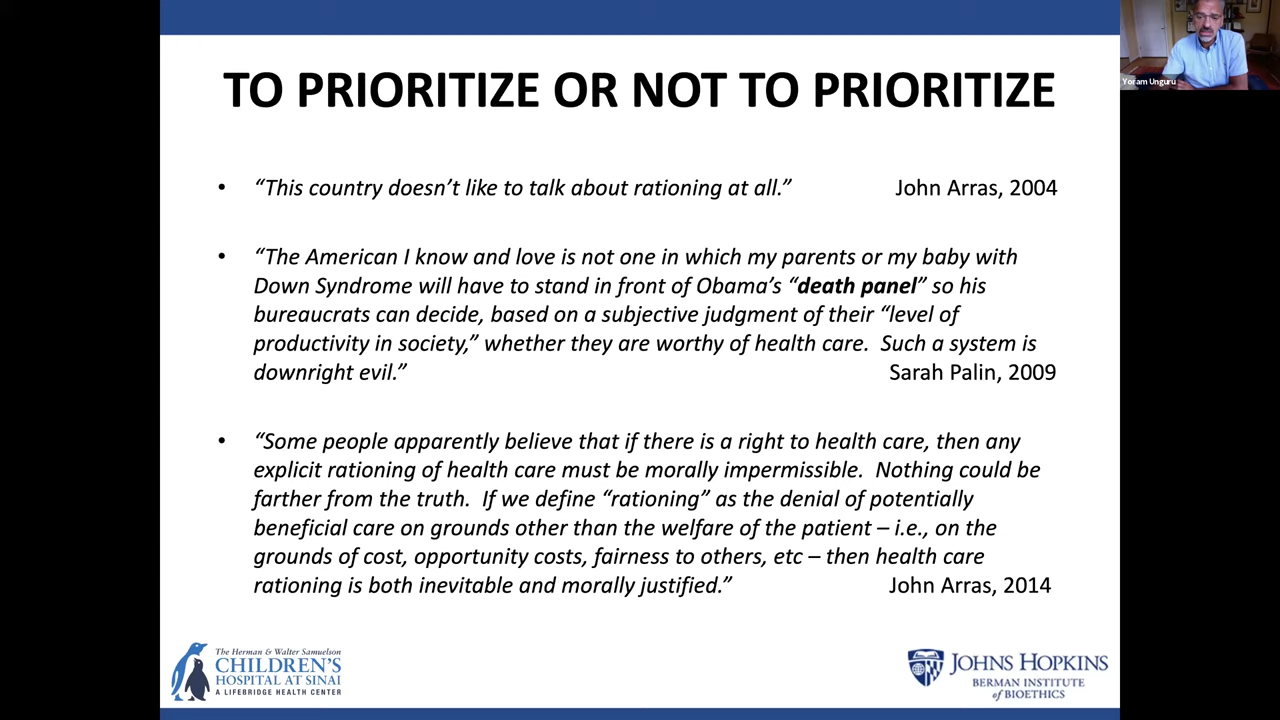 TO PRIORITIZE OR NOT TO PRIORITIZE
Yoram Unguru
• “This country doesn’t like to talk about rationing at all.” John Arras, 2004
• “The American I know and love is not one in which my parents or my baby with
Down Syndrome will have to stand in front of Obama’s “death panel” so his
bureaucrats can decide, based on a subjective judgment of their “level of
productivity in society,” whether they are worthy of health care. Such a system is
downright evil.” Sarah Palin, 2009
• “Some people apparently believe that if there is a right to health care, then any
explicit rationing of health care must be morally impermissible. Nothing could be
farther from the truth. If we define “rationing” as the denial of potentially
beneficial care on grounds other than the welfare of the patient – i.e., on the
grounds of cost, opportunity costs, fairness to others, etc – then health care
rationing is both inevitable and morally justified.” John Arras, 2014
The Herman & Walter Samuelson
CHILDREN’S
HOSPITAL AT SINAI
A LIFEBRIDGE HEALTH CENTER
JOHNS HOPKINS
BERMAN INSTITUTE
of BIOETHICS